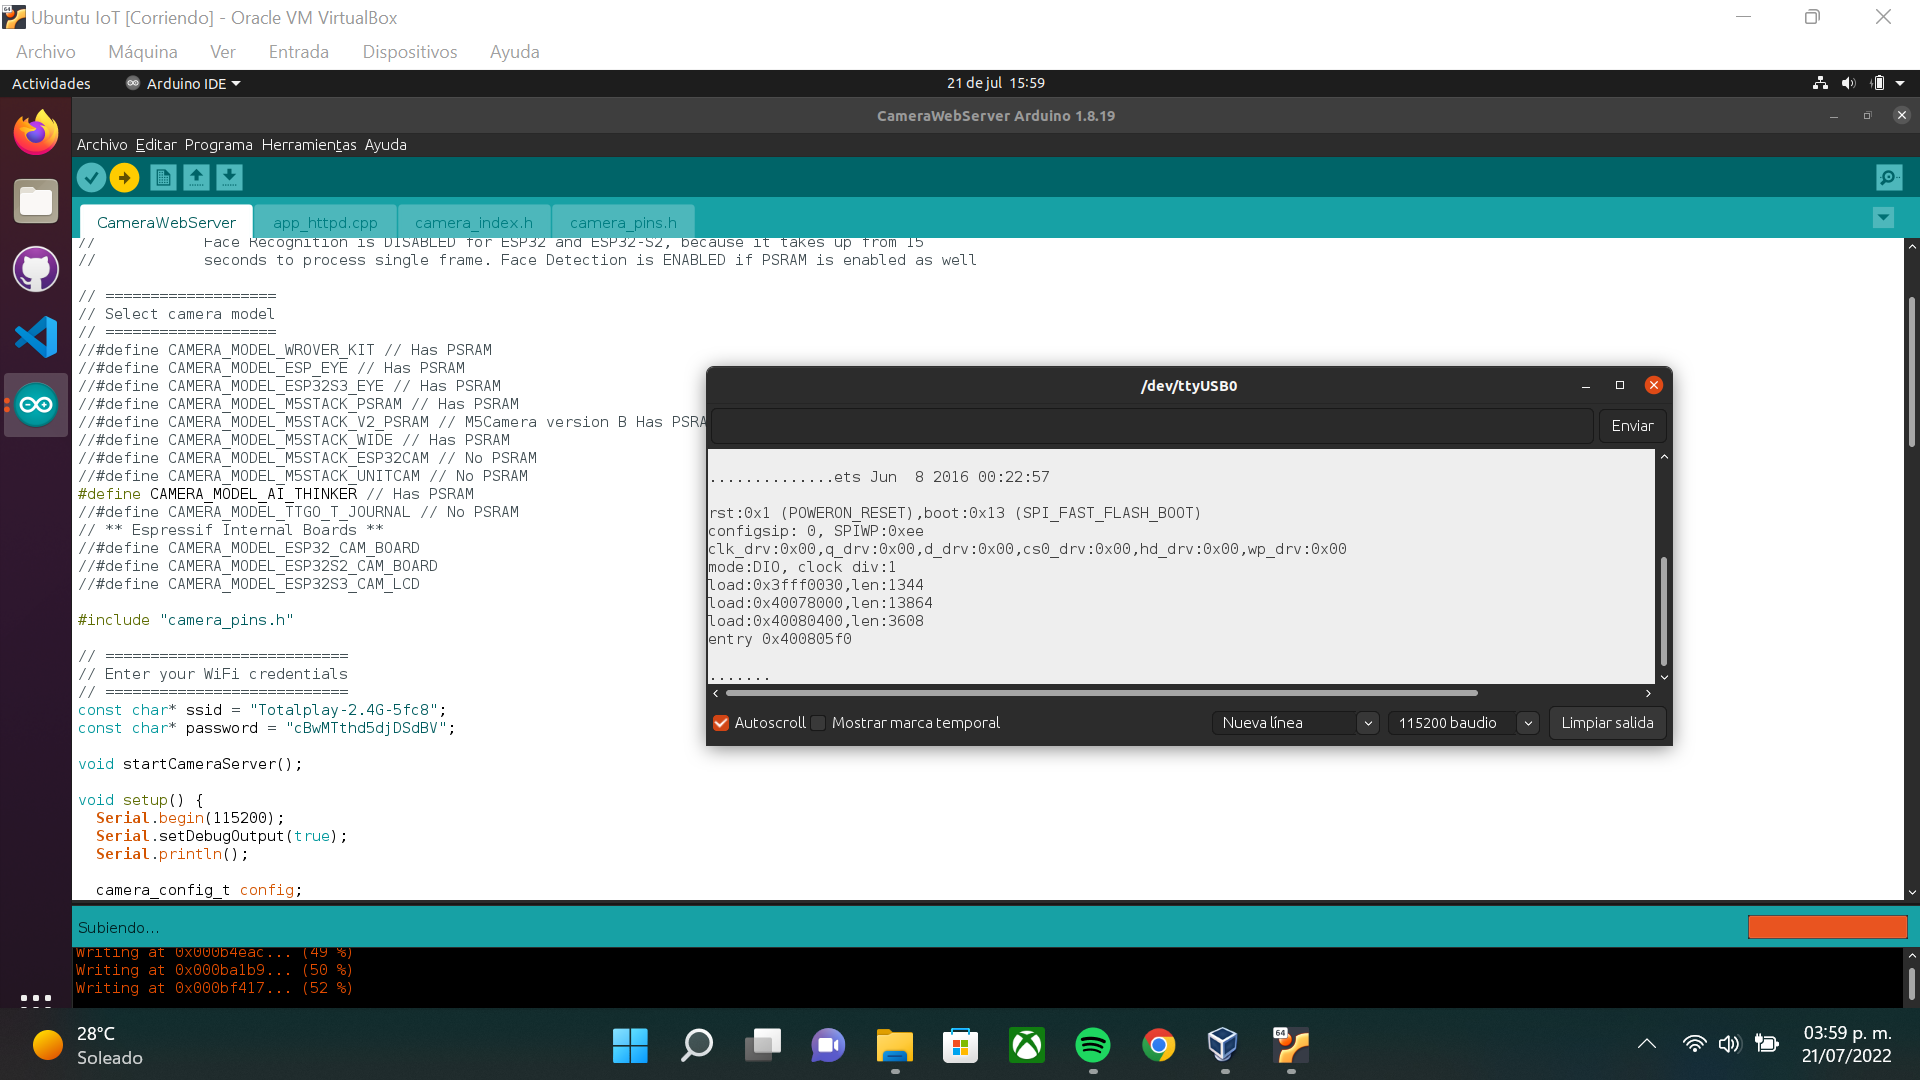 Ubuntu IoT [Corriendo] - Oracle VM VirtualBox
Archivo Máquina Ver Entrada Dispositivos Ayuda
Actividades Arduino IDE 21 de jul 15:59
CameraWebServer Arduino 1.8.19
Archivo Editar Programa Herramientas Ayuda
CameraWebServer app_httpd.cpp camera_index.h camera_pins.h
// Face Recognition is DISABLED for ESP32 and ESP32-S2, because it takes up from 15
// seconds to process single frame. Face Detection is ENABLED if PSRAM is enabled as well
// ===================
// Select camera model
// ===================
//#define CAMERA_MODEL_WROVER_KIT // Has PSRAM
//#define CAMERA_MODEL_ESP_EYE // Has PSRAM
//#define CAMERA_MODEL_ESP32S3_EYE // Has PSRAM
//#define CAMERA_MODEL_M5STACK_PSRAM // Has PSRAM
//#define CAMERA_MODEL_M5STACK_V2_PSRAM // M5Camera version B Has PSRA
//#define CAMERA_MODEL_M5STACK_WIDE // Has PSRAM
//#define CAMERA_MODEL_M5STACK_ESP32CAM // No PSRAM
//#define CAMERA_MODEL_M5STACK_UNITCAM // No PSRAM
#define CAMERA_MODEL_AI_THINKER // Has PSRAM
//#define CAMERA_MODEL_TTGO_T_JOURNAL // No PSRAM
// ** Espressif Internal Boards **
//#define CAMERA_MODEL_ESP32_CAM_BOARD
//#define CAMERA_MODEL_ESP32S2_CAM_BOARD
//#define CAMERA_MODEL_ESP32S3_CAM_LCD
#include "camera_pins.h"
// ===========================
// Enter your WiFi credentials
// ===========================
const char* ssid = "Totalplay-2.4G-5fc8";
const char* password = "cBwMTthd5djDSdBV";
void startCameraServer();
void setup() {
Serial.begin(115200);
Serial.setDebugOutput(true);
Serial.println();
camera_config_t config;
/dev/ttyUSB0
Enviar
..............ets Jun  8 2016 00:22:57
rst:0x1 (POWERON_RESET),boot:0x13 (SPI_FAST_FLASH_BOOT)
configsip: 0, SPIWP:0xee
clk_drv:0x00,q_drv:0x00,d_drv:0x00,cs0_drv:0x00,hd_drv:0x00,wp_drv:0x00
mode:DIO, clock div:1
load:0x3fff0030,len:1344
load:0x40078000,len:13864
load:0x40080400,len:3608
entry 0x400805f0
.......
Autoscroll Mostrar marca temporal Nueva línea 115200 baudio Limpiar salida
Subiendo...
Writing at 0x000b4eac... (49 %)
Writing at 0x000ba1b9... (50 %)
Writing at 0x000bf417... (52 %)
28°C
Soleado
64
03:59 p. m.
21/07/2022